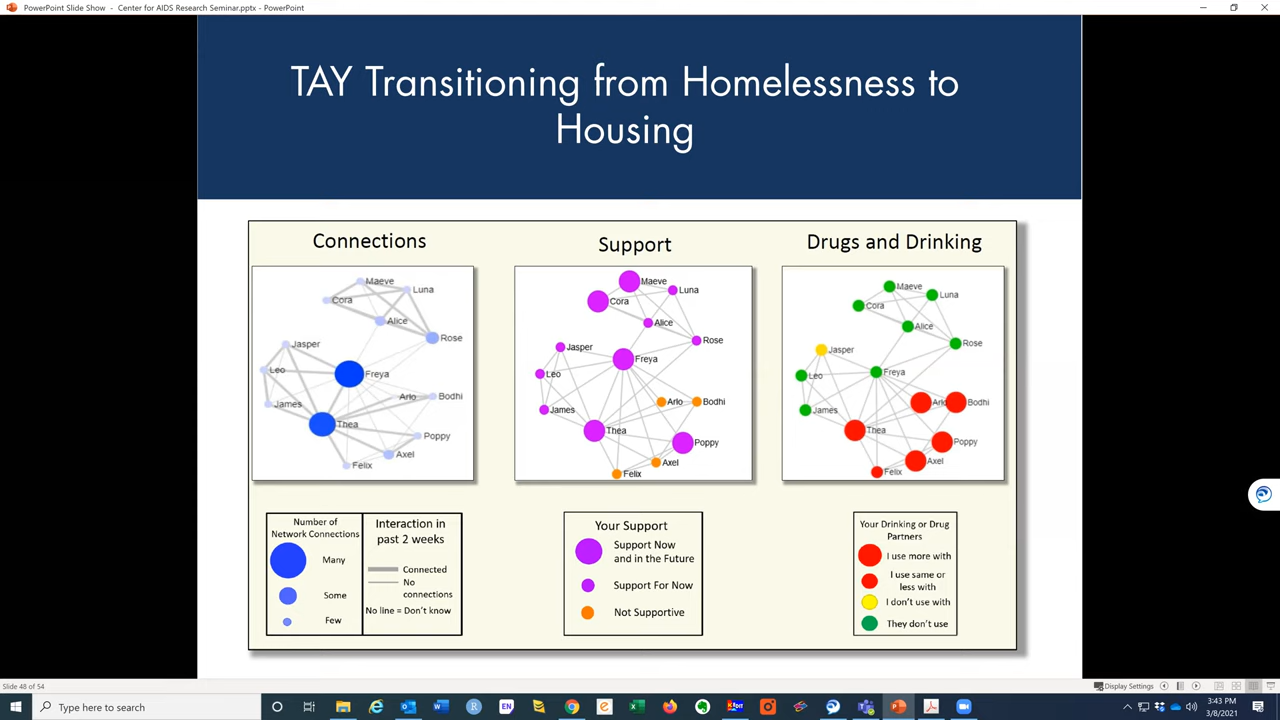 PowerPoint Slide Show - Center for AIDS Research Seminar.pptx - PowerPoint
TAY Transitioning from Homelessness to
Housing
Connections
Maeve
Luna
Cora
Alice
Rose
Jasper
Leo
Freya
James
Arlo
Bodhi
Thea
Poppy
Axel
Felix
Number of
Network Connections
Many
Some
Few
Interaction in
past 2 weeks
Connected
No
connections
No line = Don't know
Support
Maeve
Luna
Cora
Alice
Rose
Jasper
Freya
Leo
Arlo
Bodhi
James
Thea
Poppy
Axel
Felix
Your Support
Support Now
and in the Future
Support For Now
Not Supportive
Drugs and Drinking
Maeve
Luna
Cora
Alice
Rose
Jasper
Freya
Leo
Bodhi
James
Thea
Poppy
Axel
Felix
Your Drinking or Drug
Partners
I use more with
I use same or
less with
I don't use with
They don't use
Slide 48 of 54
Display Settings
Type here to search
EN
3:43 PM
3/8/2021